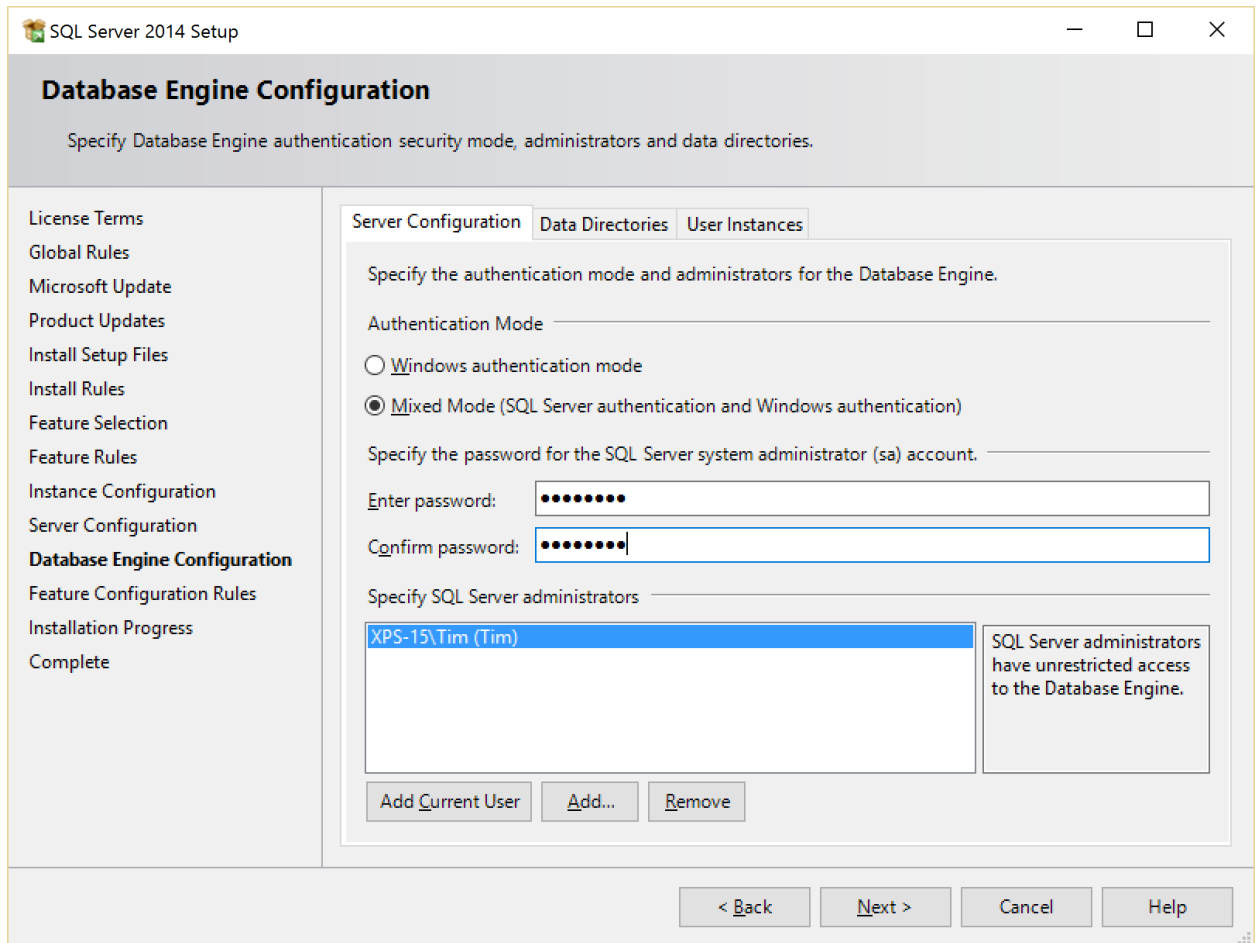 SQL Server 2014 Setup
Database Engine Configuration
Specify Database Engine authentication security mode, administrators and data directories.
License Terms
Global Rules
Microsoft Update
Product Updates
Install Setup Files
Install Rules
Feature Selection
Feature Rules
Instance Configuration
Server Configuration
Database Engine Configuration
Feature Configuration Rules
Installation Progress
Complete
Server Configuration Data Directories User Instances
Specify the authentication mode and administrators for the Database Engine.
Authentication Mode
Windows authentication mode
Mixed Mode (SQL Server authentication and Windows authentication)
Specify the password for the SQL Server system administrator (sa) account.
Enter password: ●●●●●●●●
Confirm password: ●●●●●●●●
Specify SQL Server administrators
XPS-15\Tim (Tim)
SQL Server administrators
have unrestricted access
to the Database Engine.
Add Current User Add... Remove
< Back Next > Cancel Help